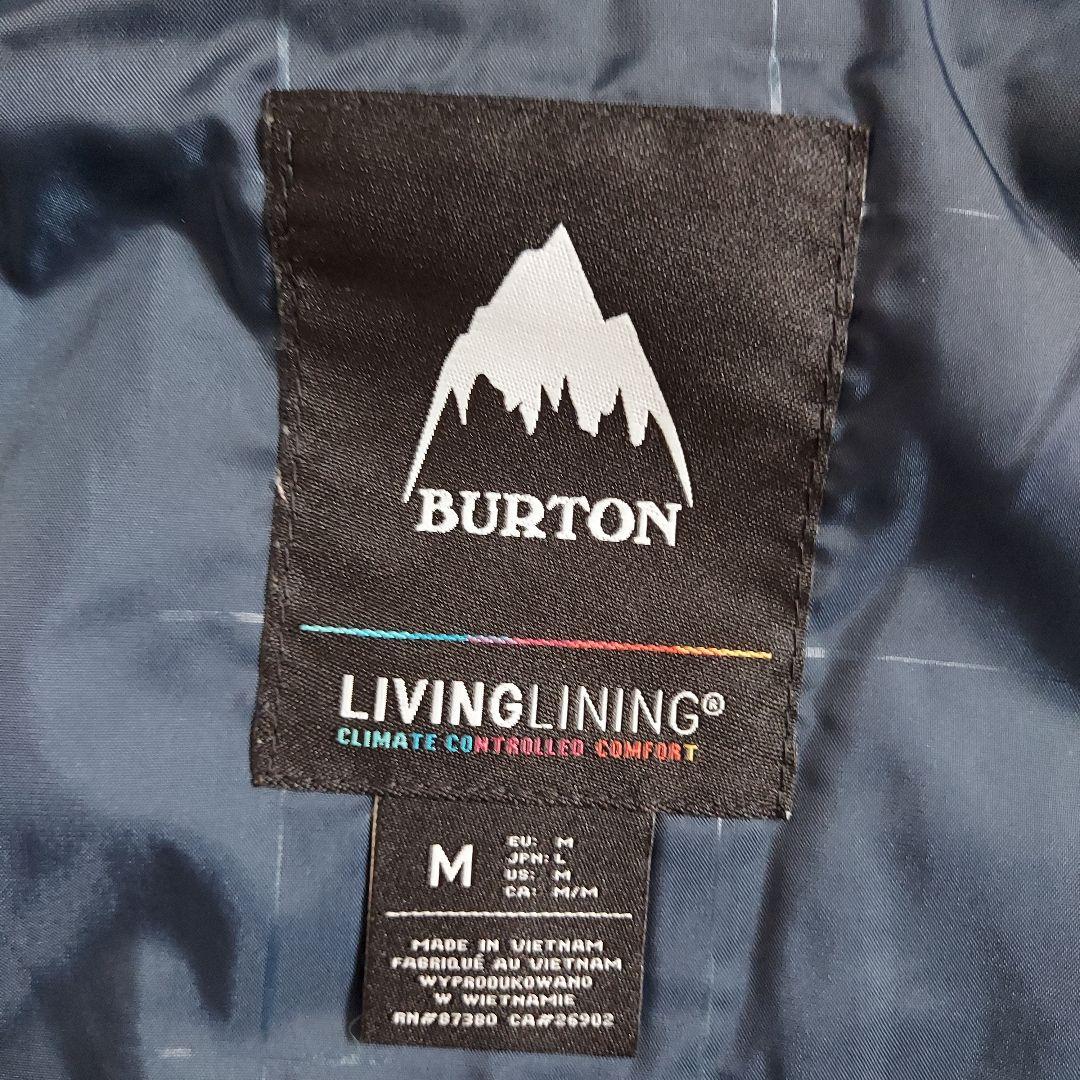 BURTON
LIVINGLINING®
CLIMATE CONTROLLED COMFORT
M
EU: M
JPN: L
US: M
CA: M/M
MADE IN VIETNAM
FABRIQUÉ AU VIETNAM
WYPRODUKOWANO
W WIETNAMIE
RN#87380 CA#26902